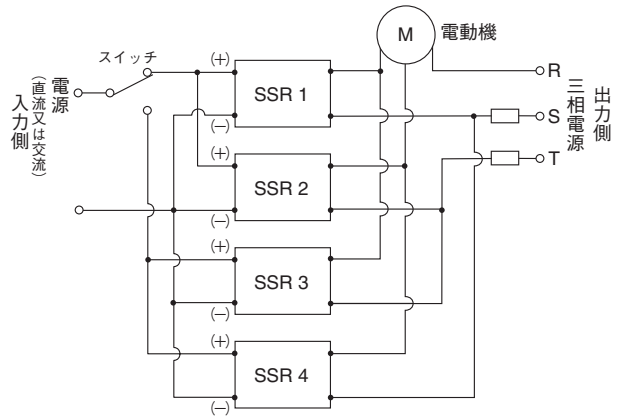 スイッチ
電源
(直流又は交流)
入力側
(+)
SSR 1
(−)
(+)
SSR 2
(−)
(+)
SSR 3
(−)
(+)
SSR 4
(−)
M
電動機
R
S
T
三相電源
出力側